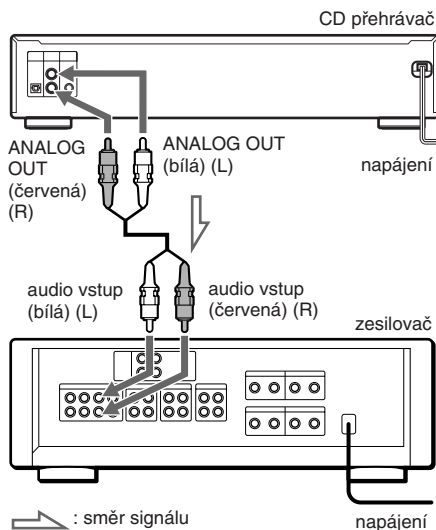 CD přehrávač
ANALOG
OUT
(červená)
(R)
ANALOG OUT
(bílá) (L)
napájení
audio vstup
(bílá) (L)
audio vstup
(červená) (R)
zesilovač
: směr signálu
napájení